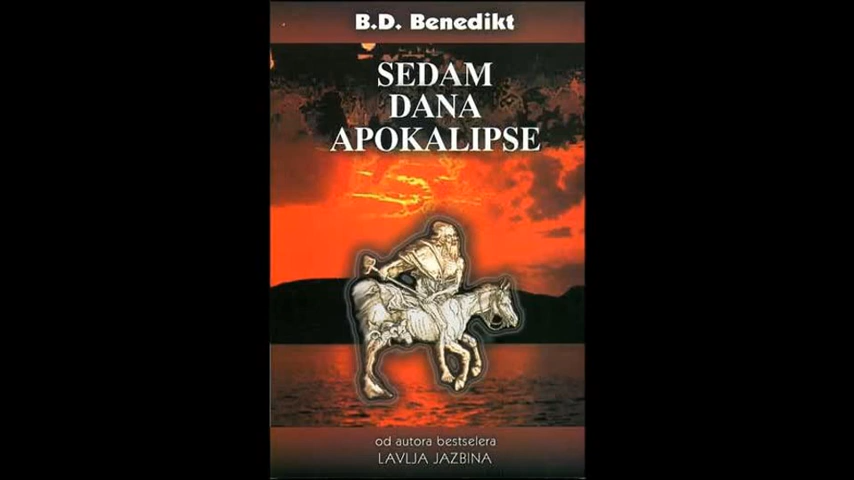 B.D. Benedikt
SEDAM
DANA
APOKALIPSE
od autora bestselera
LAVLJA JAZBINA